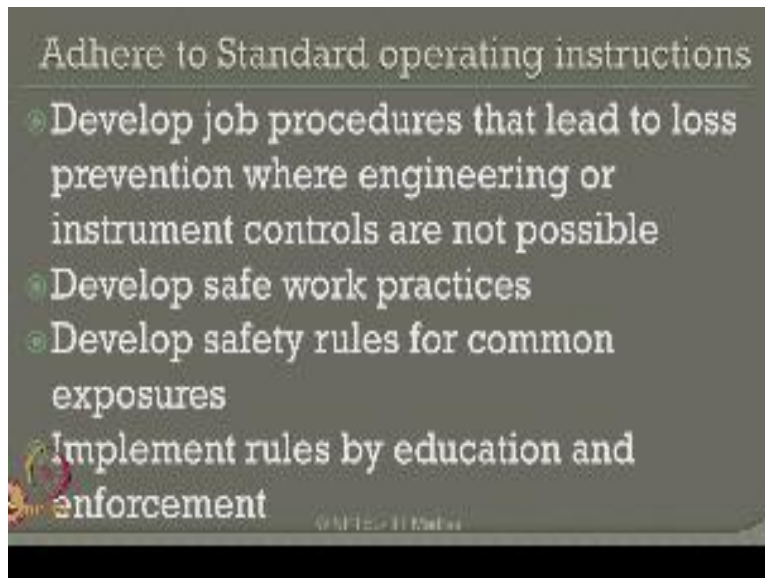 Adhere to Standard operating instructions
Develop job procedures that lead to loss
prevention where engineering or
instrument controls are not possible
Develop safe work practices
Develop safety rules for common
exposures
Implement rules by education and
enforcement